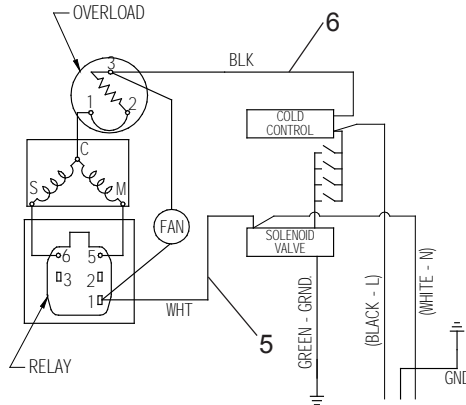 OVERLOAD
6
3
BLK
1
2
COLD
CONTROL
C
S
M
FAN
SOLENOID
VALVE
6
5
3
2
1
WHT
GREEN - GRND.
(BLACK - L)
(WHITE - N)
5
RELAY
GND